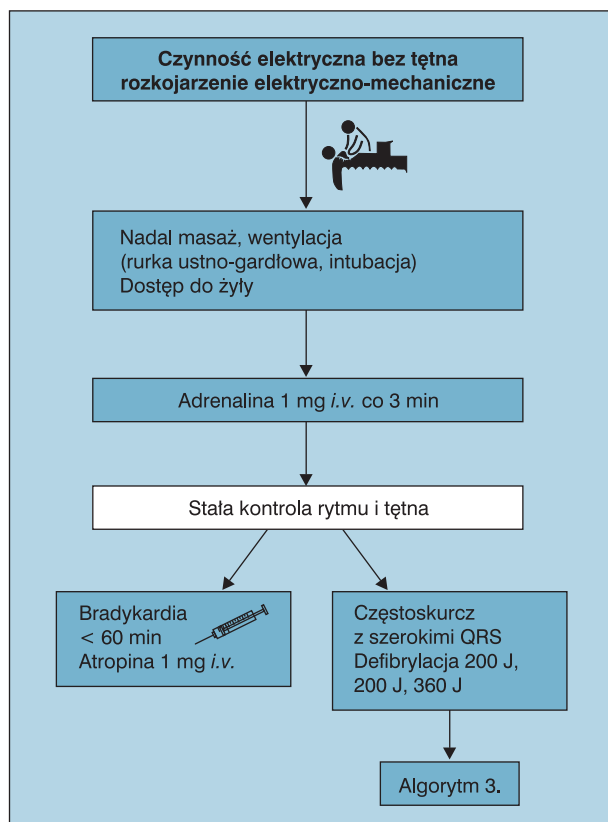 Czynność elektryczna bez tętna
rozkojarzenie elektryczno-mechaniczne
Nadal masaż, wentylacja
(rurka ustno-gardłowa, intubacja)
Dostęp do żyły
Adrenalina 1 mg i.v. co 3 min
Stała kontrola rytmu i tętna
Bradykardia
< 60 min
Atropina 1 mg i.v.
Częstoskurcz
z szerokimi QRS
Defibrylacja 200 J,
200 J, 360 J
Algorytm 3.